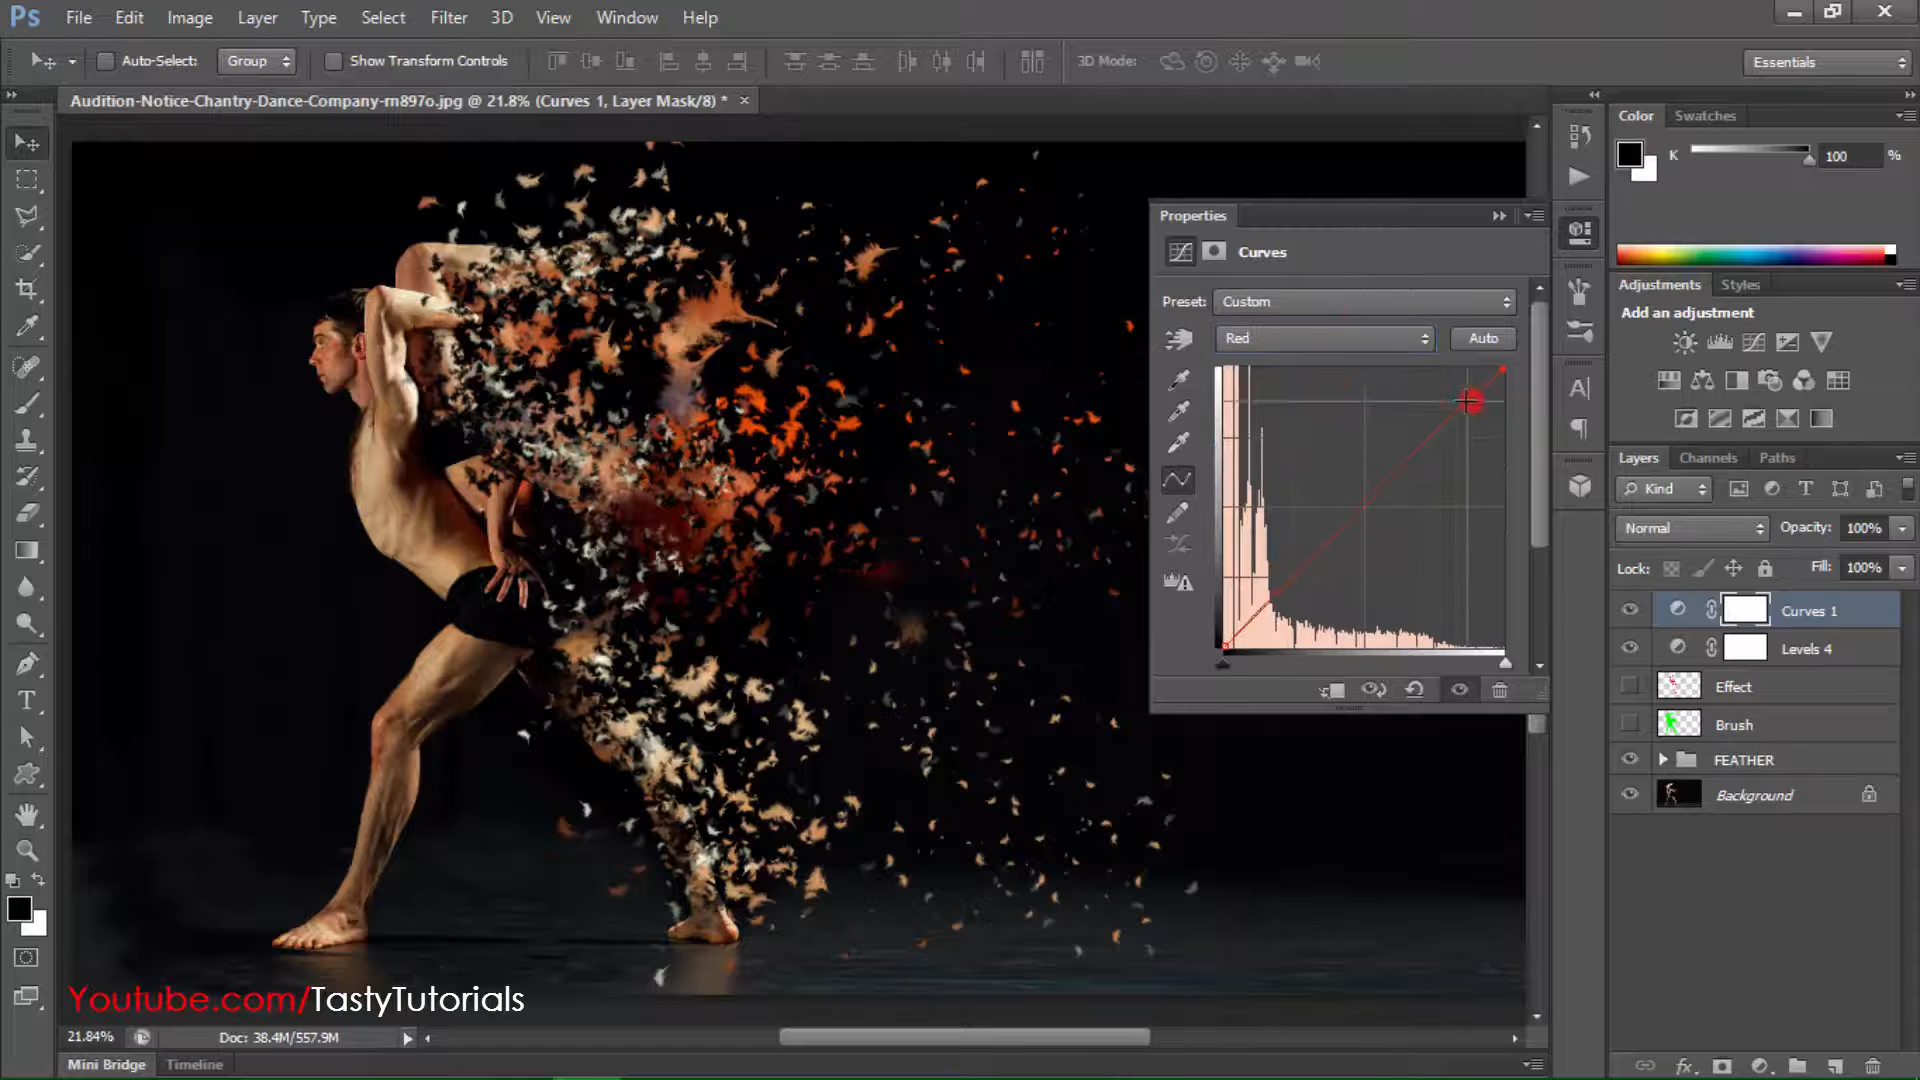 Ps File Edit Image Layer Type Select Filter 3D View Window Help
Auto-Select: Group Show Transform Controls 3D Mode: Essentials
Audition-Notice-Chantry-Dance-Company-m897o.jpg @ 21.8% (Curves 1, Layer Mask/8) * ×
Color Swatches
K 100 %
Properties
Curves
Preset: Custom
Red Auto
Adjustments Styles
Add an adjustment
Layers Channels Paths
Kind
Normal Opacity: 100%
Lock: Fill: 100%
Curves 1
Levels 4
Effect
Brush
FEATHER
Background
Youtube.com/TastyTutorials
21.84% Doc: 38.4M/557.9M
Mini Bridge Timeline